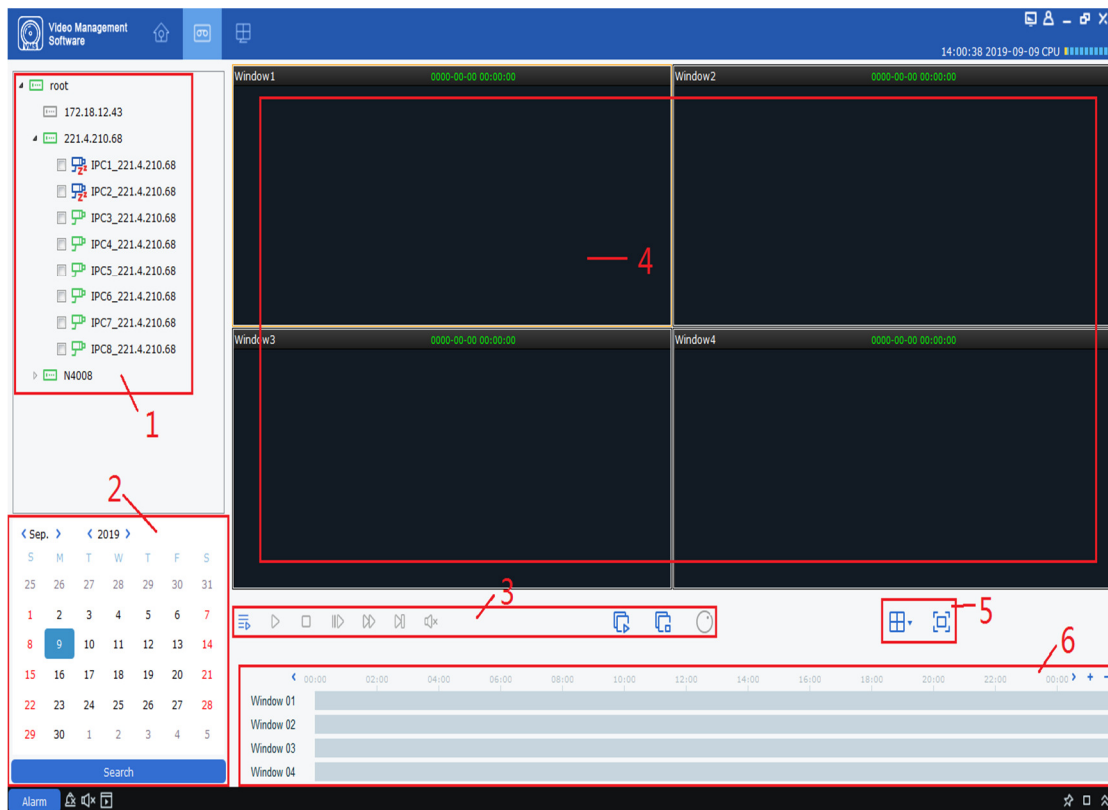 Video Management
Software
14:00:38 2019-09-09 CPU
root
172.18.12.43
221.4.210.68
IPC1_221.4.210.68
IPC2_221.4.210.68
IPC3_221.4.210.68
IPC4_221.4.210.68
IPC5_221.4.210.68
IPC6_221.4.210.68
IPC7_221.4.210.68
IPC8_221.4.210.68
N4008
1
Window1 0000-00-00 00:00:00
Window2 0000-00-00 00:00:00
4
Window3 0000-00-00 00:00:00
Window4 0000-00-00 00:00:00
2
Sep. 2019
S M T W T F S
25 26 27 28 29 30 31
1 2 3 4 5 6 7
8 9 10 11 12 13 14
15 16 17 18 19 20 21
22 23 24 25 26 27 28
29 30 1 2 3 4 5
Search
3
5
6
00:00 02:00 04:00 06:00 08:00 10:00 12:00 14:00 16:00 18:00 20:00 22:00 00:00 + -
Window 01
Window 02
Window 03
Window 04
Alarm